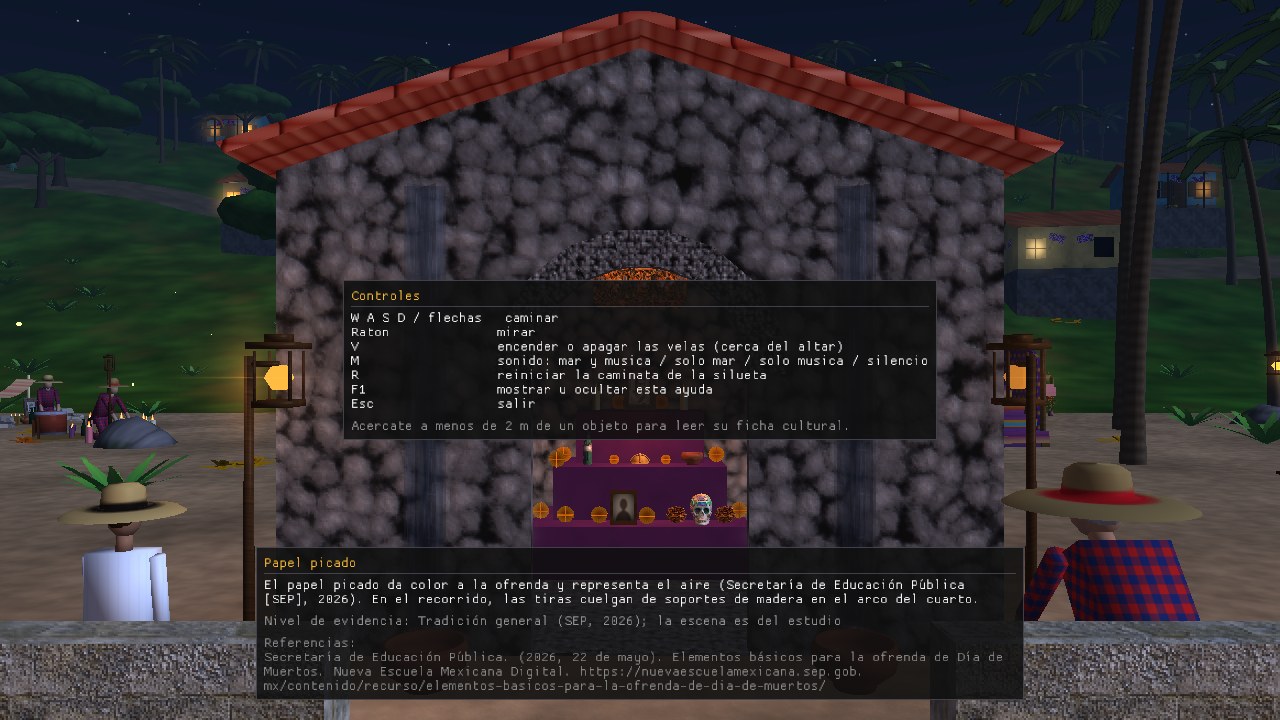 Controles
W A S D / flechas caminar
Raton mirar
V encender o apagar las velas (cerca del altar)
M sonido: mar y musica / solo mar / solo musica / silencio
R reiniciar la caminata de la silueta
F1 mostrar u ocultar esta ayuda
Esc salir
Acercate a menos de 2 m de un objeto para leer su ficha cultural.
Papel picado
El papel picado da color a la ofrenda y representa el aire (Secretaría de Educación Pública
[SEP], 2026). En el recorrido, las tiras cuelgan de soportes de madera en el arco del cuarto.
Nivel de evidencia: Tradición general (SEP, 2026); la escena es del estudio
Referencias:
Secretaría de Educación Pública. (2026, 22 de mayo). Elementos básicos para la ofrenda de Día de
Muertos. Nueva Escuela Mexicana Digital. https://nuevaescuelamexicana.sep.gob.
mx/contenido/recurso/elementos-basicos-para-la-ofrenda-de-dia-de-muertos/